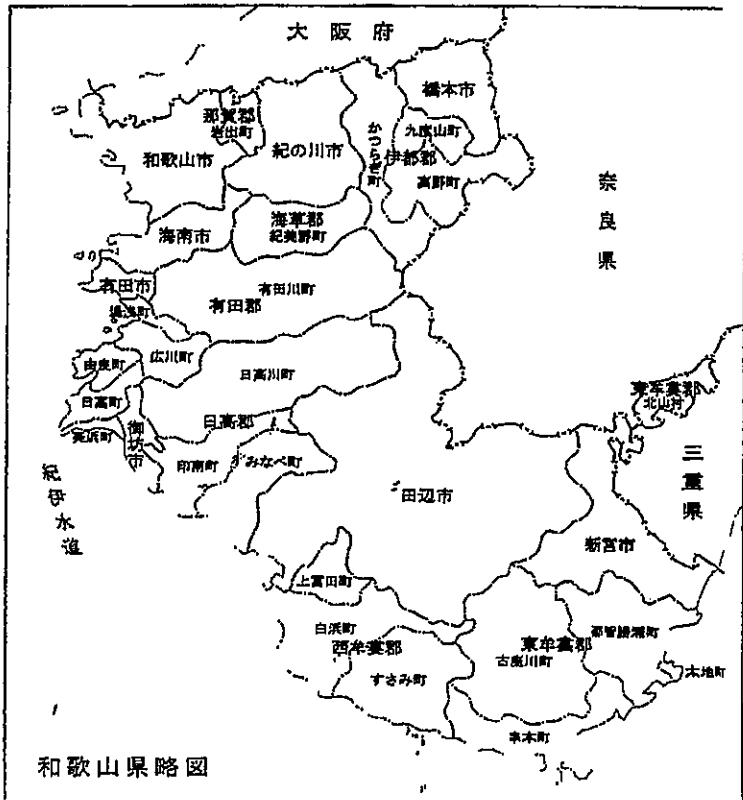 大阪府
橋本市
那賀郡
岩出町
かつらぎ町
九度山町
和歌山市
紀の川市
伊都郡
高野町
奈良県
海草郡
紀美野町
海南市
有田市
有田川町
有田郡
湯浅町
広川町
由良町
日高川町
東牟婁郡
北山村
日高町
日高郡
御坊市
美浜町
印南町
みなべ町
三重県
紀伊水道
田辺市
新宮市
上富田町
白浜町
西牟婁郡
東牟婁郡
那智勝浦町
古座川町
すさみ町
太地町
串本町
和歌山県略図